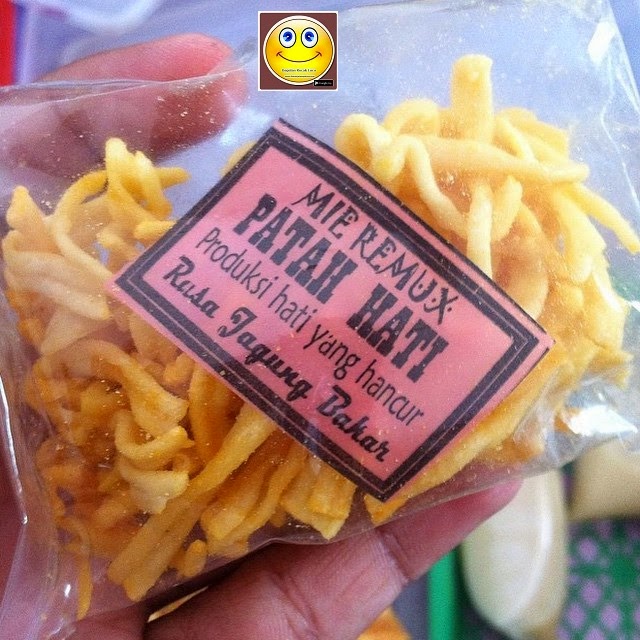 MIE REMUX
PATAH HATI
Produksi hati yang hancur
Rasa Jagung Bakar